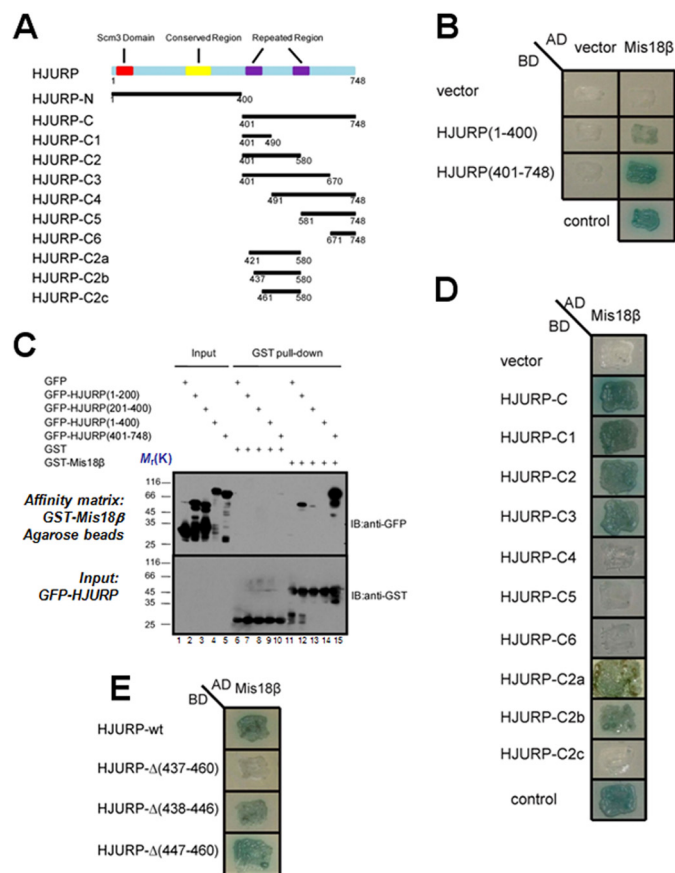 A
Scm3 Domain Conserved Region Repeated Region
HJURP
1 748
HJURP-N
1 400
HJURP-C
401 748
HJURP-C1
401 490
HJURP-C2
401 580
HJURP-C3
401 670
HJURP-C4
491 748
HJURP-C5
581 748
HJURP-C6
671 748
HJURP-C2a
421 580
HJURP-C2b
437 580
HJURP-C2c
461 580
B
AD
BD
vector Mis18β
vector
HJURP(1-400)
HJURP(401-748)
control
C
Input GST pull-down
GFP + + +
GFP-HJURP(1-200) + + +
GFP-HJURP(201-400) + + +
GFP-HJURP(1-400) + + +
GFP-HJURP(401-748) + + +
GST + + + + +
GST-Mis18β + + + + +
Mr(K)
116
66
45
35
25
Affinity matrix:
GST-Mis18β
Agarose beads
IB:anti-GFP
116
66
45
35
25
Input:
GFP-HJURP
IB:anti-GST
1 2 3 4 5 6 7 8 9 10 11 12 13 14 15
D
AD
BD
Mis18β
vector
HJURP-C
HJURP-C1
HJURP-C2
HJURP-C3
HJURP-C4
HJURP-C5
HJURP-C6
HJURP-C2a
HJURP-C2b
HJURP-C2c
control
E
AD
BD
Mis18β
HJURP-wt
HJURP-Δ(437-460)
HJURP-Δ(438-446)
HJURP-Δ(447-460)